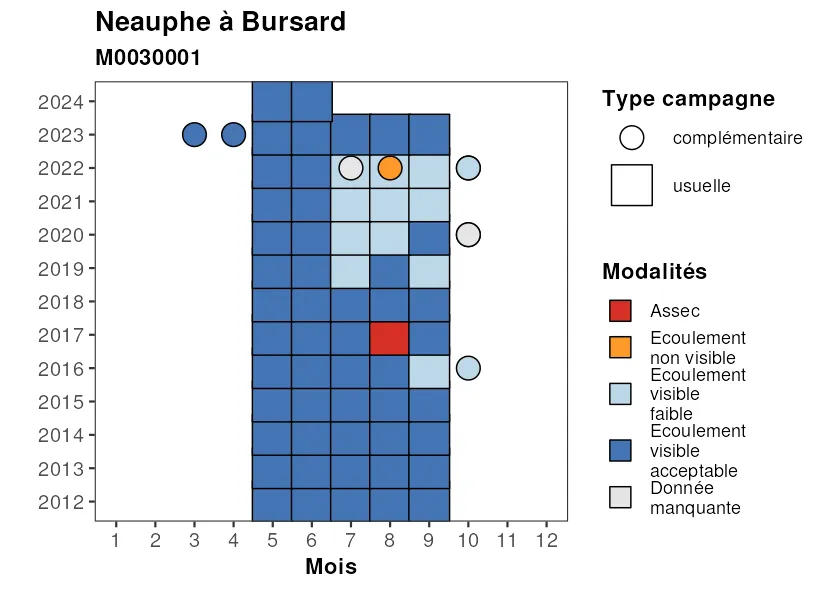 Neauphe à Bursard
M0030001
2024
2023
2022
2021
2020
2019
2018
2017
2016
2015
2014
2013
2012
1 2 3 4 5 6 7 8 9 10 11 12
Mois
Type campagne
complémentaire
usuelle
Modalités
Assec
Ecoulement
non visible
Ecoulement
visible
faible
Ecoulement
visible
acceptable
Donnée
manquante